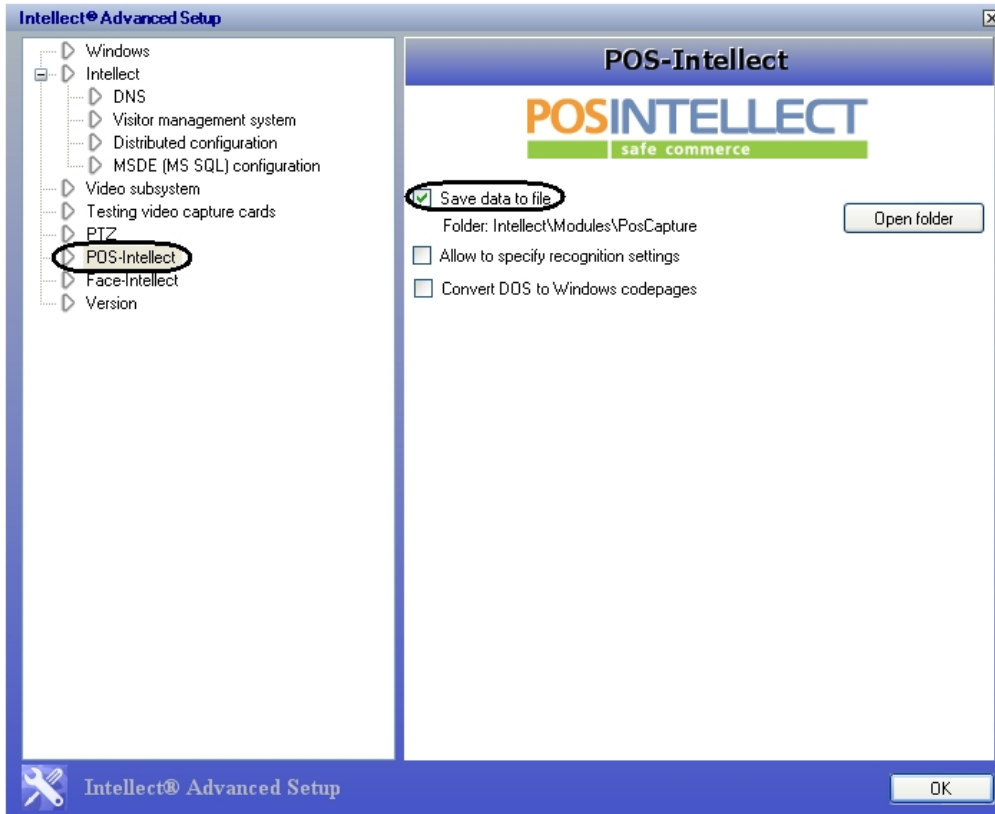 Intellect® Advanced Setup
Windows
Intellect
DNS
Visitor management system
Distributed configuration
MSDE (MS SQL) configuration
Video subsystem
Testing video capture cards
PTZ
POS-Intellect
Face-Intellect
Version
POS-Intellect
POSINTELLECT
safe commerce
Save data to file
Folder: Intellect\Modules\PosCapture
Open folder
Allow to specify recognition settings
Convert DOS to Windows codepages
Intellect® Advanced Setup
OK